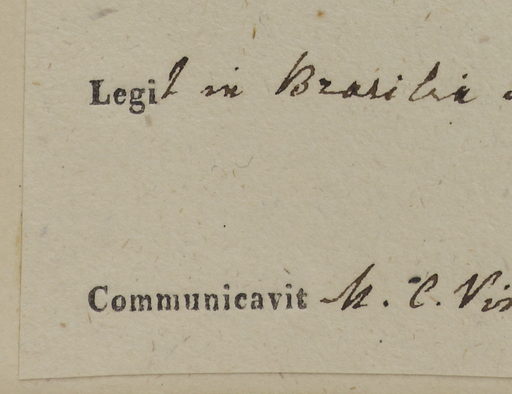 Legit in Brasilia
Communicavit M. C.